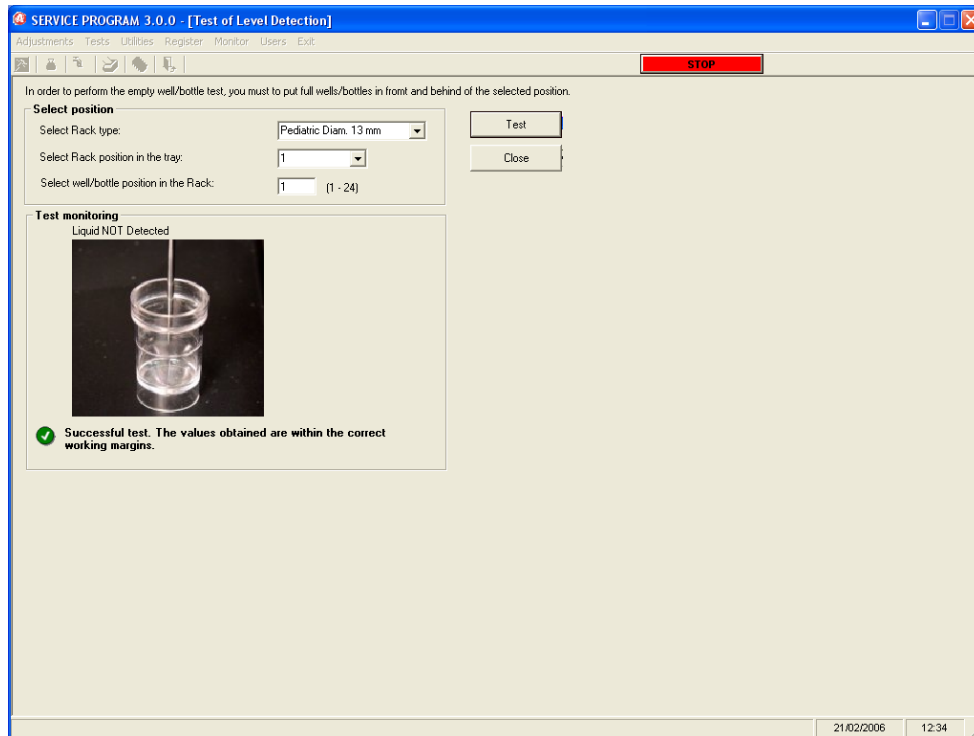 SERVICE PROGRAM 3.0.0 - [Test of Level Detection]
Adjustments Tests Utilities Register Monitor Users Exit
STOP
In order to perform the empty well/bottle test, you must to put full wells/bottles in fromt and behind of the selected position.
Select position
Select Rack type: Pediatric Diam. 13 mm
Select Rack position in the tray: 1
Select well/bottle position in the Rack: 1 (1 - 24)
Test
Close
Test monitoring
Liquid NOT Detected
Successful test. The values obtained are within the correct
working margins.
21/02/2006 12:34